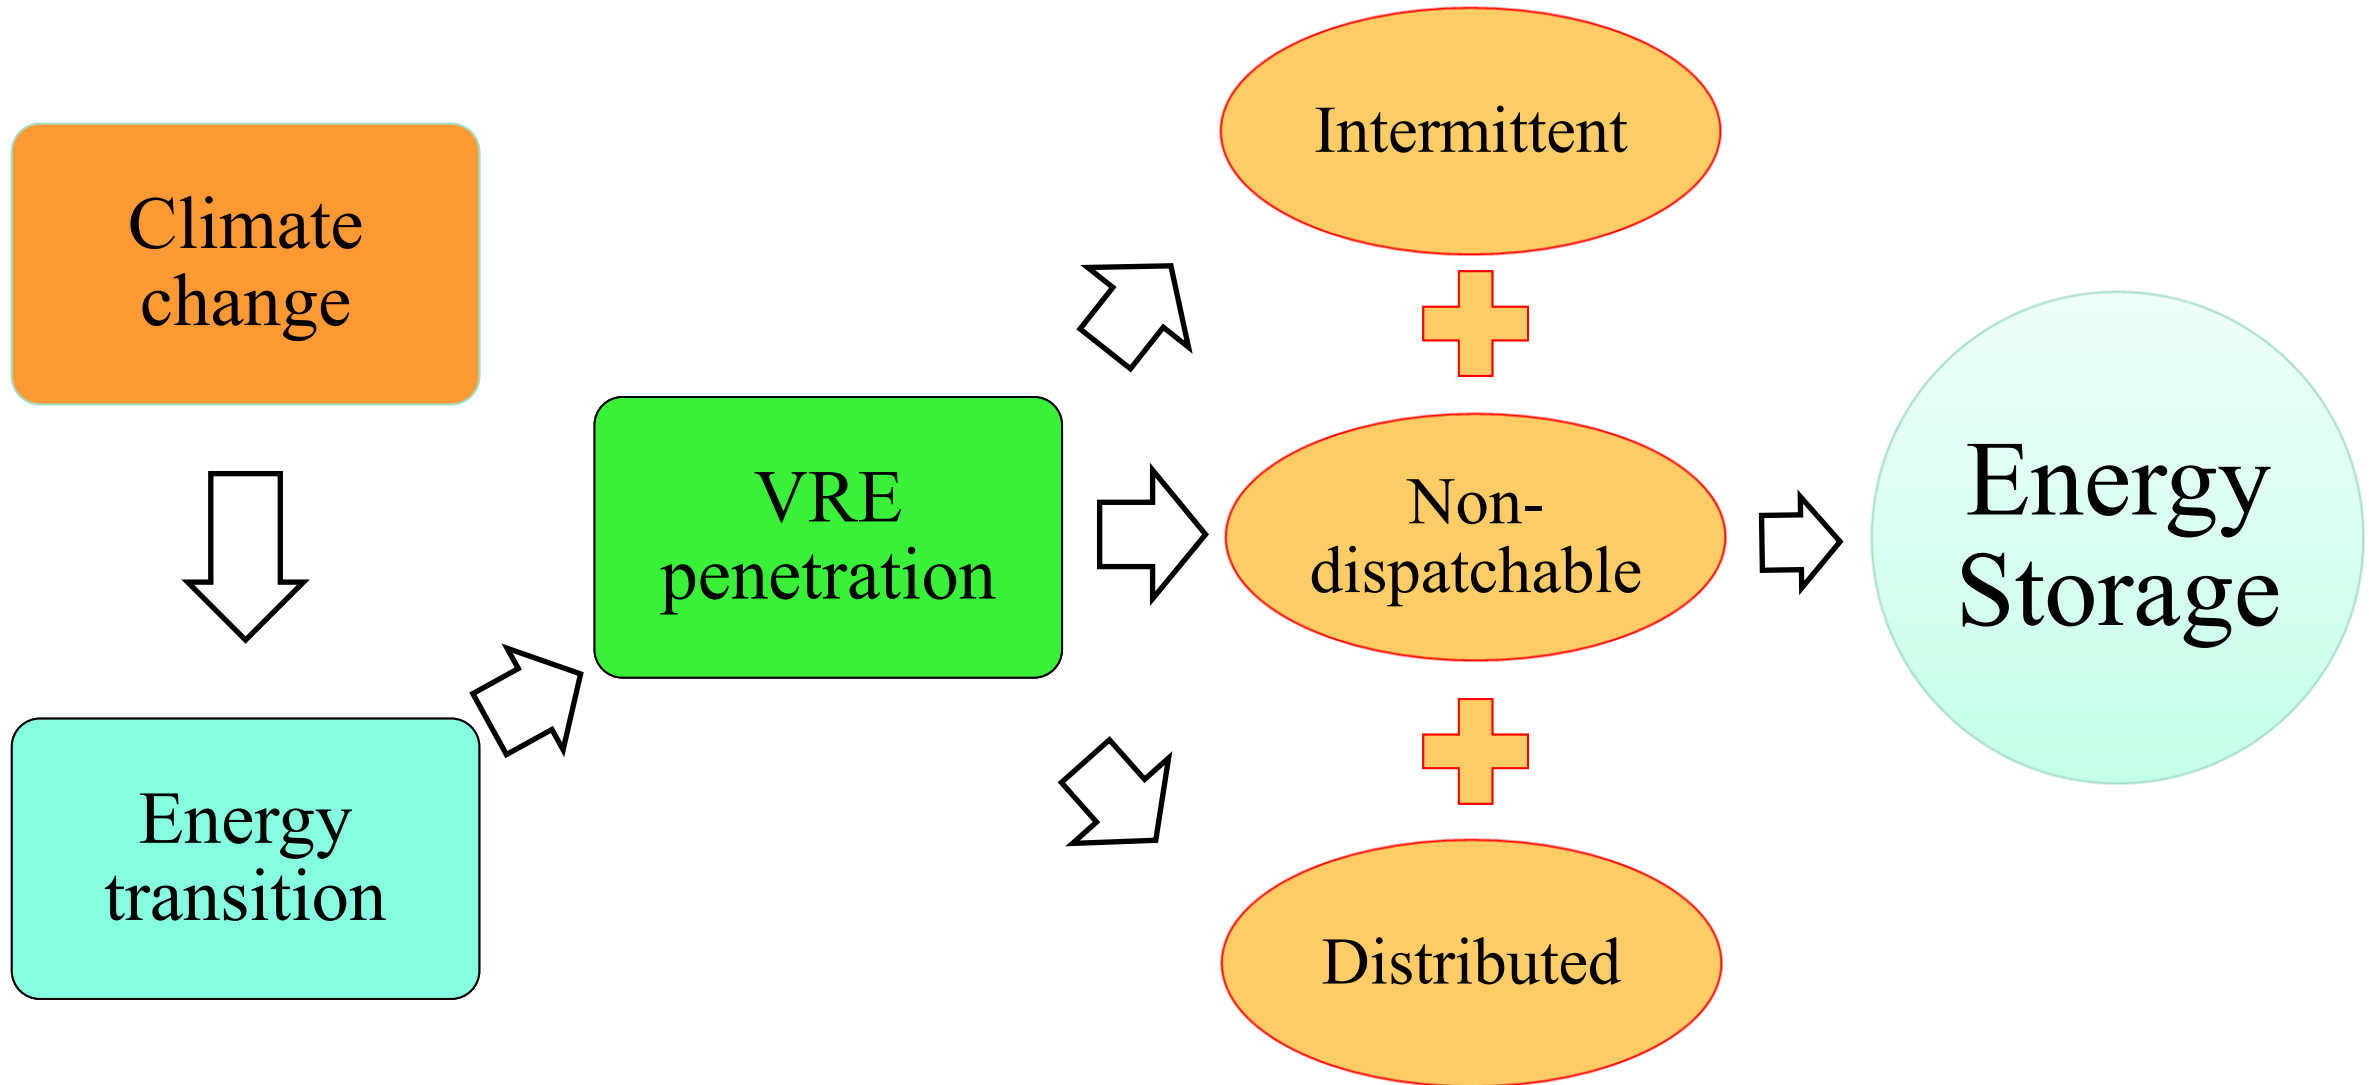 Climate
change
Energy
transition
VRE
penetration
Intermittent
Non-
dispatchable
Distributed
Energy
Storage